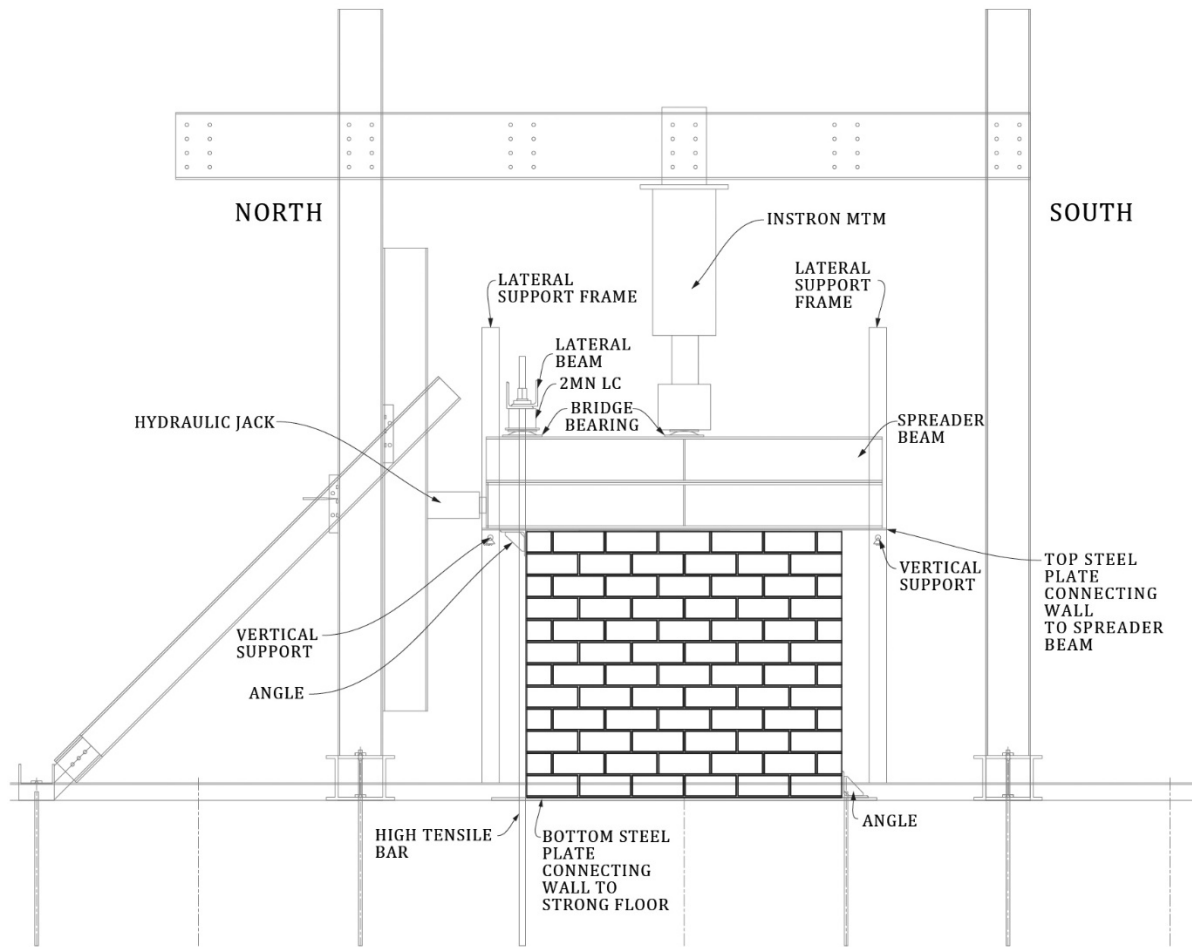 NORTH
SOUTH
INSTRON MTM
LATERAL
SUPPORT FRAME
LATERAL
SUPPORT
FRAME
LATERAL
BEAM
2MN LC
BRIDGE
BEARING
HYDRAULIC JACK
SPREADER
BEAM
VERTICAL
SUPPORT
TOP STEEL
PLATE
CONNECTING
WALL
TO SPREADER
BEAM
VERTICAL
SUPPORT
ANGLE
HIGH TENSILE
BAR
BOTTOM STEEL
PLATE
CONNECTING
WALL TO
STRONG FLOOR
ANGLE